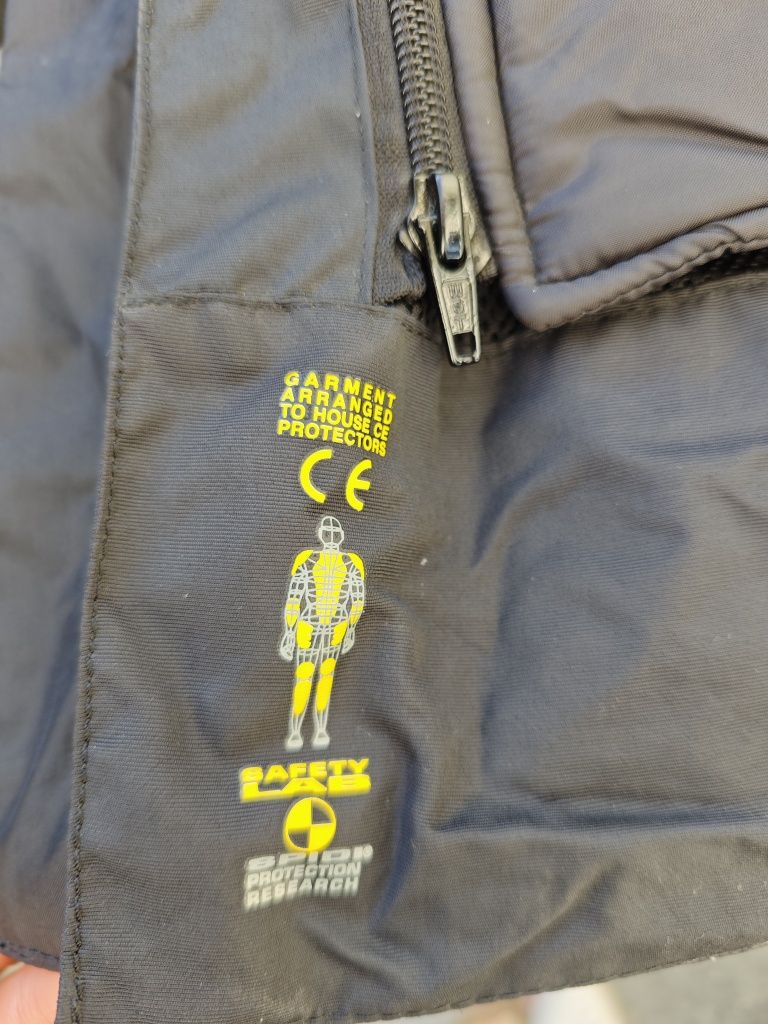 GARMENT
ARRANGED
TO HOUSE CE
PROTECTORS
CE
SAFETY
LAB
SPIDI
PROTECTION
RESEARCH